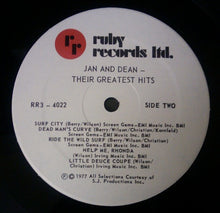 rr
ruby
records ltd.
JAN AND DEAN –
THEIR GREATEST HITS
RR3 - 4022
SIDE TWO
SURF CITY (Berry/Wilson) Screen Gems-EMI Music Inc. BMI
DEAD MAN'S CURVE (Berry/Wilson/Christian/Kornfeld)
Screen Gems-EMI Music Inc. BMI
RIDE THE WILD SURF (Berry/Wilson/Christian)
Screen Gems-EMI Music Inc. BMI
HELP ME, RHONDA
(Wilson) Irving Music Inc. BMI
LITTLE DEUCE COUPE (Wilson/Christian)
Irving Music Inc. BMI
© 1977 All Selections Courtesy of
S.J. Productions Inc.